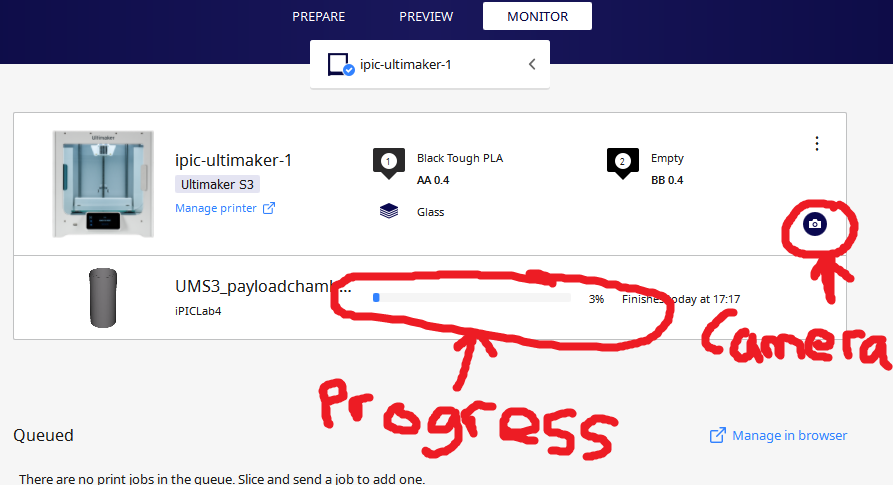 PREPARE PREVIEW MONITOR
ipic-ultimaker-1
Ultimaker
ipic-ultimaker-1
Ultimaker S3
Manage printer
1 Black Tough PLA
AA 0.4
Glass
2 Empty
BB 0.4
UMS3_payloadchamb...
iPICLab4
3% Finishes today at 17:17
Camera
Progress
Queued
Manage in browser
There are no print jobs in the queue. Slice and send a job to add one.